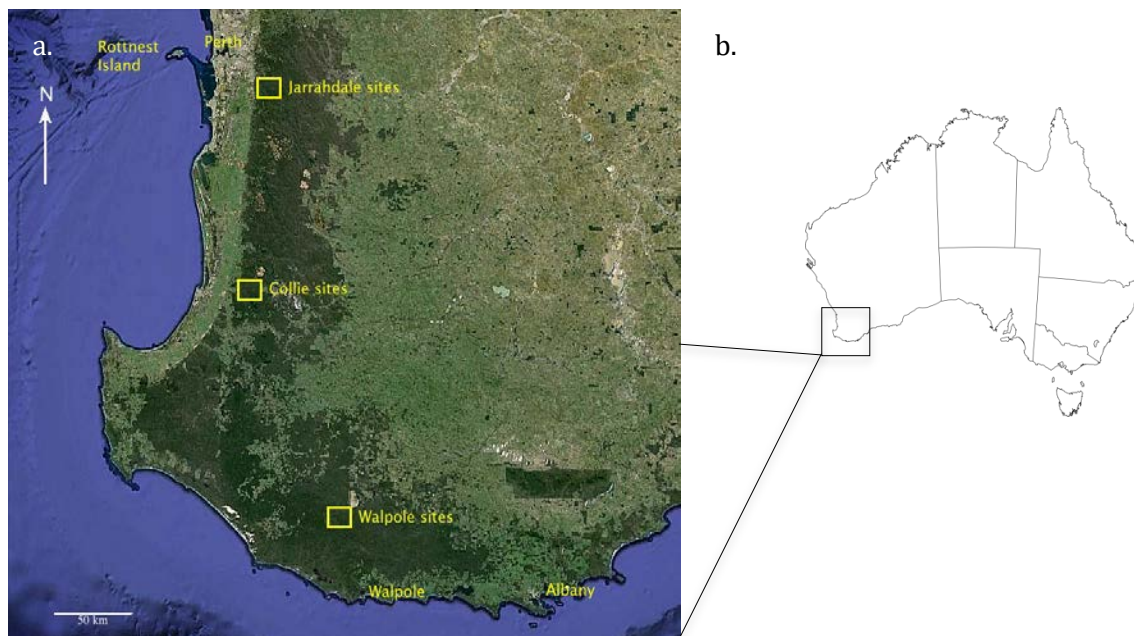 a.
b.
Rottnest
Island
Perth
N
Jarrahdale sites
Collie sites
Walpole sites
Walpole
Albany
50 km